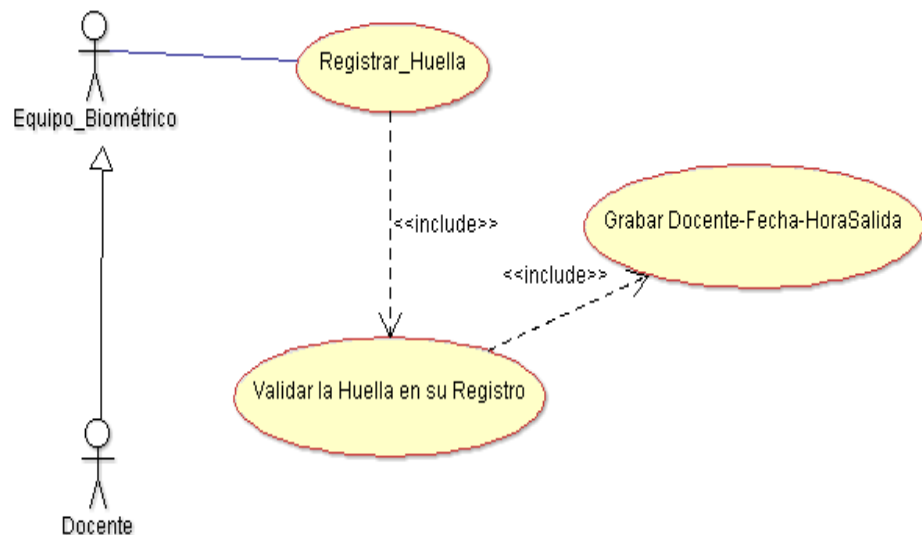 Registrar_Huella
Equipo_Biométrico
Grabar Docente-Fecha-HoraSalida
<<include>>
<<include>>
Validar la Huella en su Registro
Docente